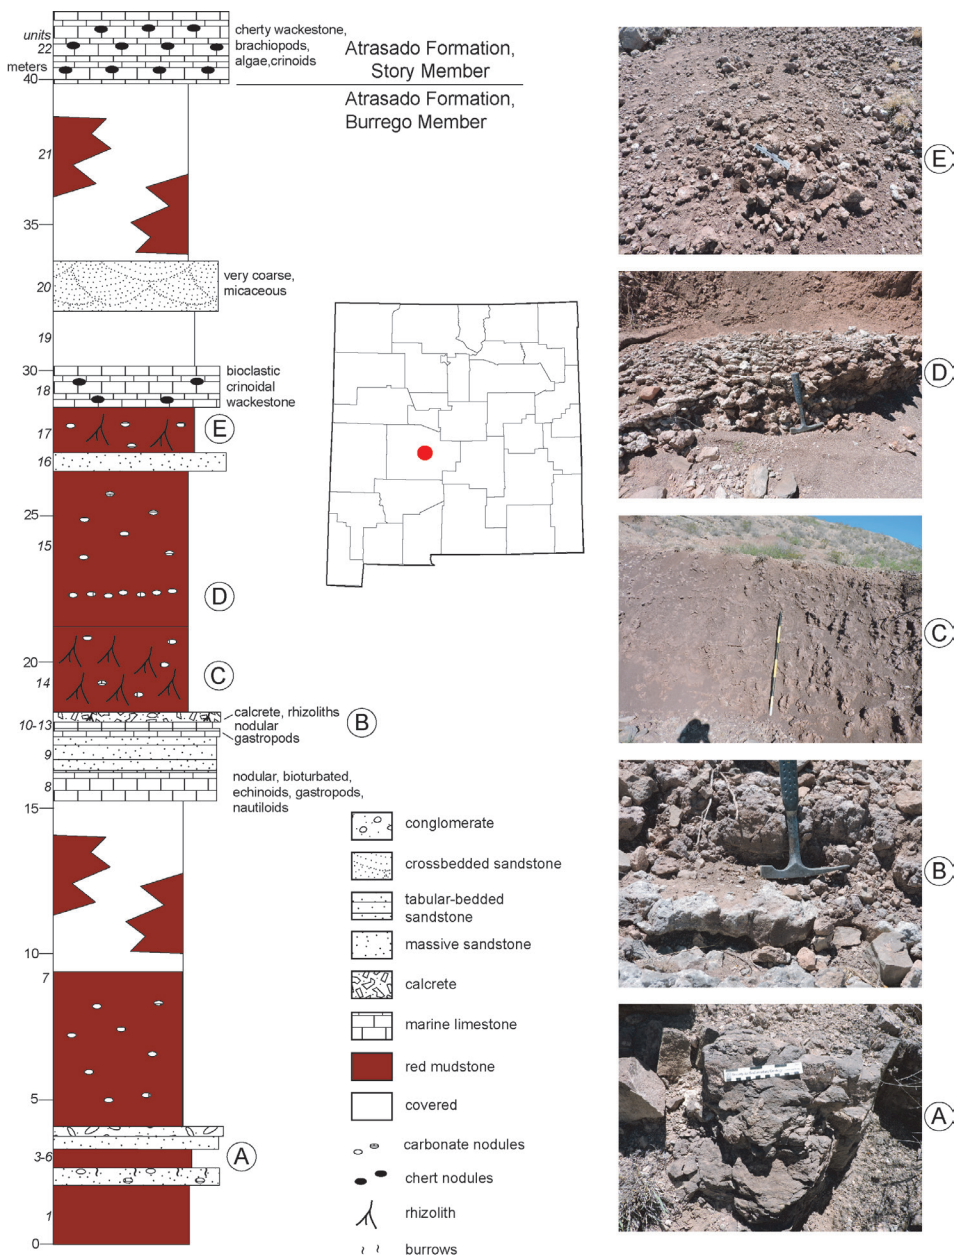 units
22
meters
40
cherty wackestone,
brachiopods,
algae,crinoids
Atrasado Formation,
Story Member
Atrasado Formation,
Burrego Member
21
35
20
very coarse,
micaceous
19
30
18
bioclastic
crinoidal
wackestone
17
E
16
25
15
D
20
14
C
10-13
calcrete, rhizoliths
nodular
gastropods
B
9
8
nodular, bioturbated,
echinoids, gastropods,
nautiloids
15
10
7
5
3-6
A
1
0
conglomerate
crossbedded sandstone
tabular-bedded
sandstone
massive sandstone
calcrete
marine limestone
red mudstone
covered
carbonate nodules
chert nodules
rhizolith
burrows
E
D
C
B
A